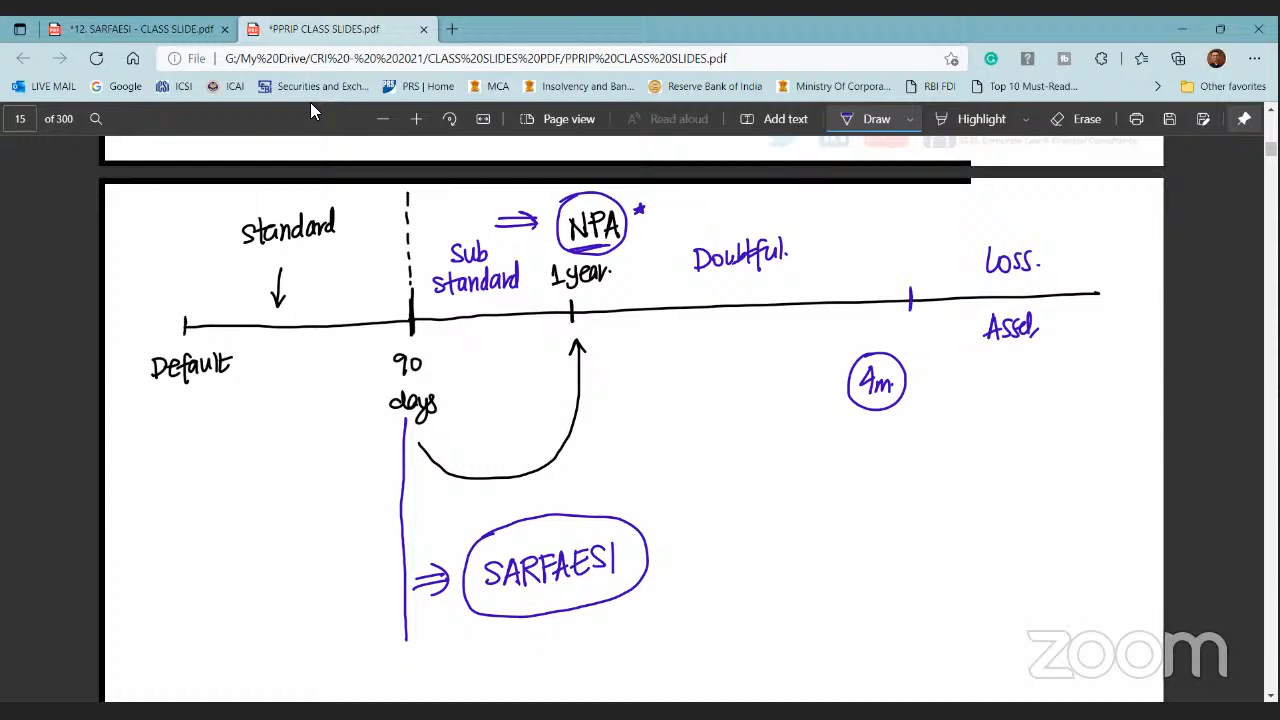 *12. SARFAESI - CLASS SLIDE.pdf
*PPRIP CLASS SLIDES.pdf
File G:/My%20Drive/CRI%20-%20%202021/CLASS%20SLIDES%20PDF/PPRIP%20CLASS%20SLIDES.pdf
LIVE MAIL Google ICSI ICAI Securities and Exch... PRS | Home MCA Insolvency and Ban... Reserve Bank of India Ministry Of Corpora... RBI FDI Top 10 Must-Read... Other favorites
15 of 300 Page view Read aloud Add text Draw Highlight Erase
Standard
NPA*
Sub
Standard
1 year.
Doubtful.
Loss.
Asset
Default
90
days
4m.
SARFAESI
zoom